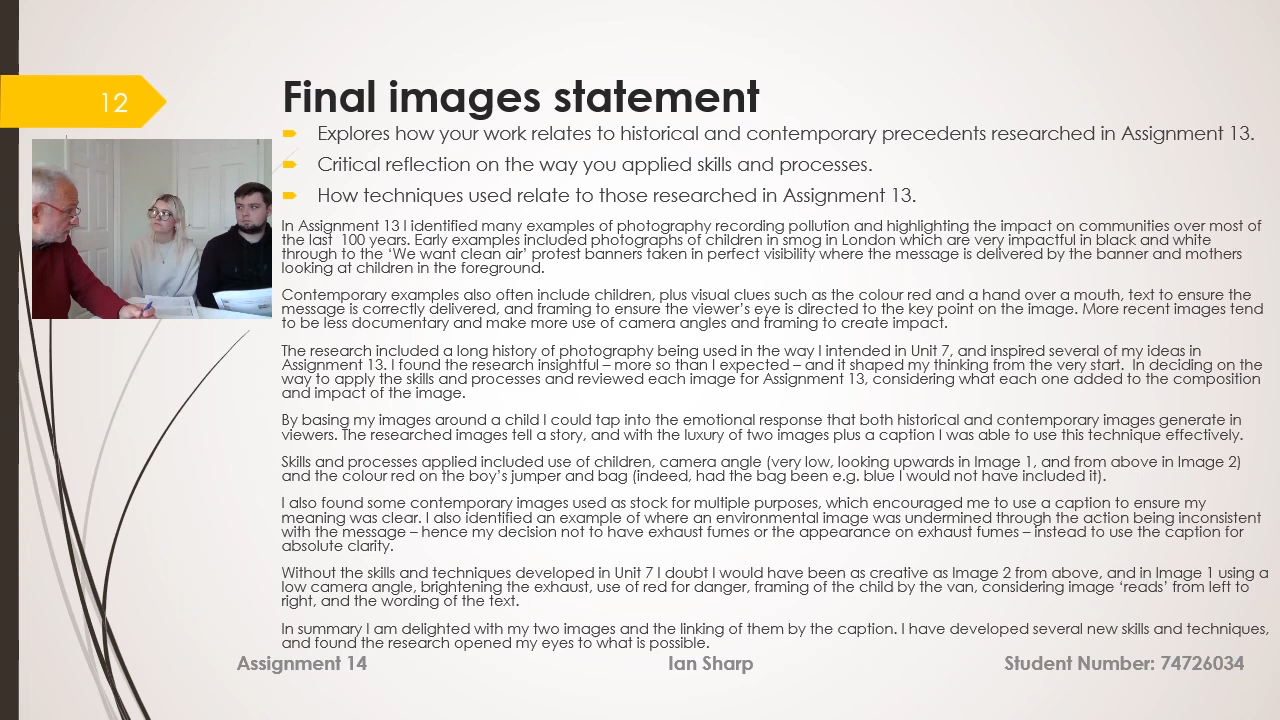 12
Final images statement
Explores how your work relates to historical and contemporary precedents researched in Assignment 13.
Critical reflection on the way you applied skills and processes.
How techniques used relate to those researched in Assignment 13.
In Assignment 13 I identified many examples of photography recording pollution and highlighting the impact on communities over most of
the last  100 years. Early examples included photographs of children in smog in London which are very impactful in black and white
through to the ‘We want clean air’ protest banners taken in perfect visibility where the message is delivered by the banner and mothers
looking at children in the foreground.
Contemporary examples also often include children, plus visual clues such as the colour red and a hand over a mouth, text to ensure the
message is correctly delivered, and framing to ensure the viewer’s eye is directed to the key point on the image. More recent images tend
to be less documentary and make more use of camera angles and framing to create impact.
The research included a long history of photography being used in the way I intended in Unit 7, and inspired several of my ideas in
Assignment 13. I found the research insightful – more so than I expected – and it shaped my thinking from the very start.  In deciding on the
way to apply the skills and processes and reviewed each image for Assignment 13, considering what each one added to the composition
and impact of the image.
By basing my images around a child I could tap into the emotional response that both historical and contemporary images generate in
viewers. The researched images tell a story, and with the luxury of two images plus a caption I was able to use this technique effectively.
Skills and processes applied included use of children, camera angle (very low, looking upwards in Image 1, and from above in Image 2)
and the colour red on the boy’s jumper and bag (indeed, had the bag been e.g. blue I would not have included it).
I also found some contemporary images used as stock for multiple purposes, which encouraged me to use a caption to ensure my
meaning was clear. I also identified an example of where an environmental image was undermined through the action being inconsistent
with the message – hence my decision not to have exhaust fumes or the appearance on exhaust fumes – instead to use the caption for
absolute clarity.
Without the skills and techniques developed in Unit 7 I doubt I would have been as creative as Image 2 from above, and in Image 1 using a
low camera angle, brightening the exhaust, use of red for danger, framing of the child by the van, considering image ‘reads’ from left to
right, and the wording of the text.
In summary I am delighted with my two images and the linking of them by the caption. I have developed several new skills and techniques,
and found the research opened my eyes to what is possible.
Assignment 14
Ian Sharp
Student Number: 74726034